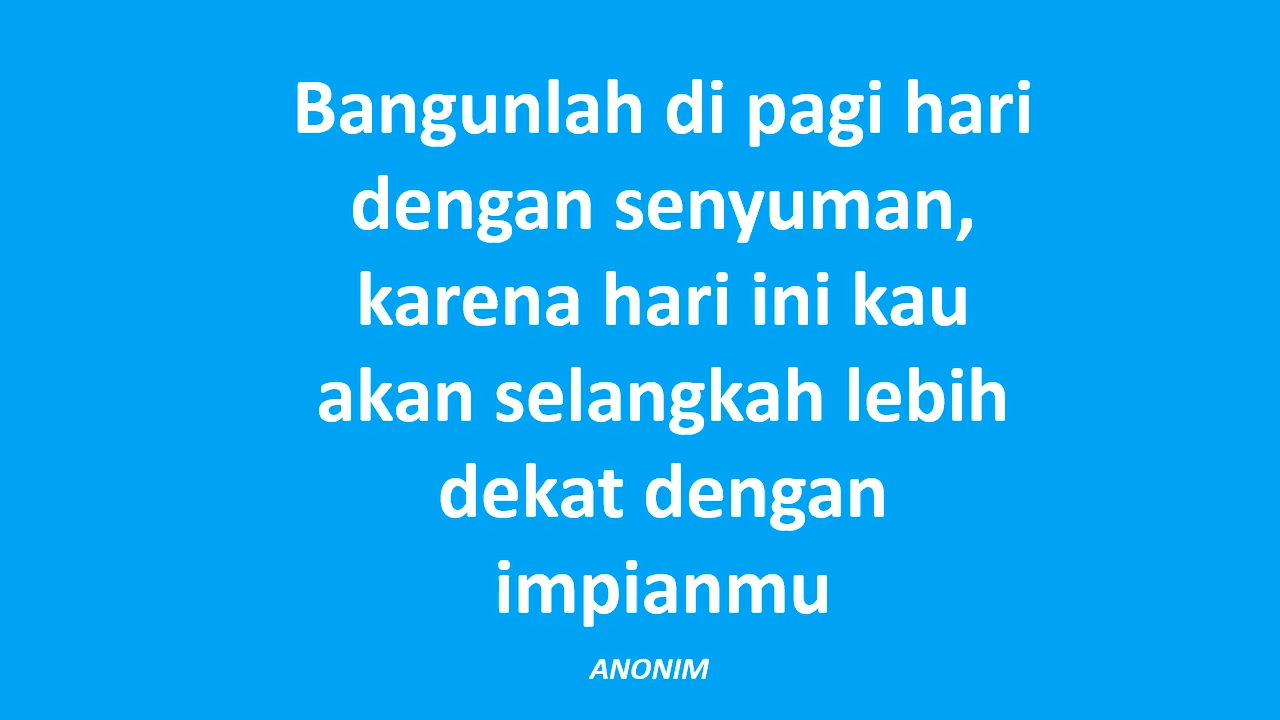 Bangunlah di pagi hari
dengan senyuman,
karena hari ini kau
akan selangkah lebih
dekat dengan
impianmu
ANONIM